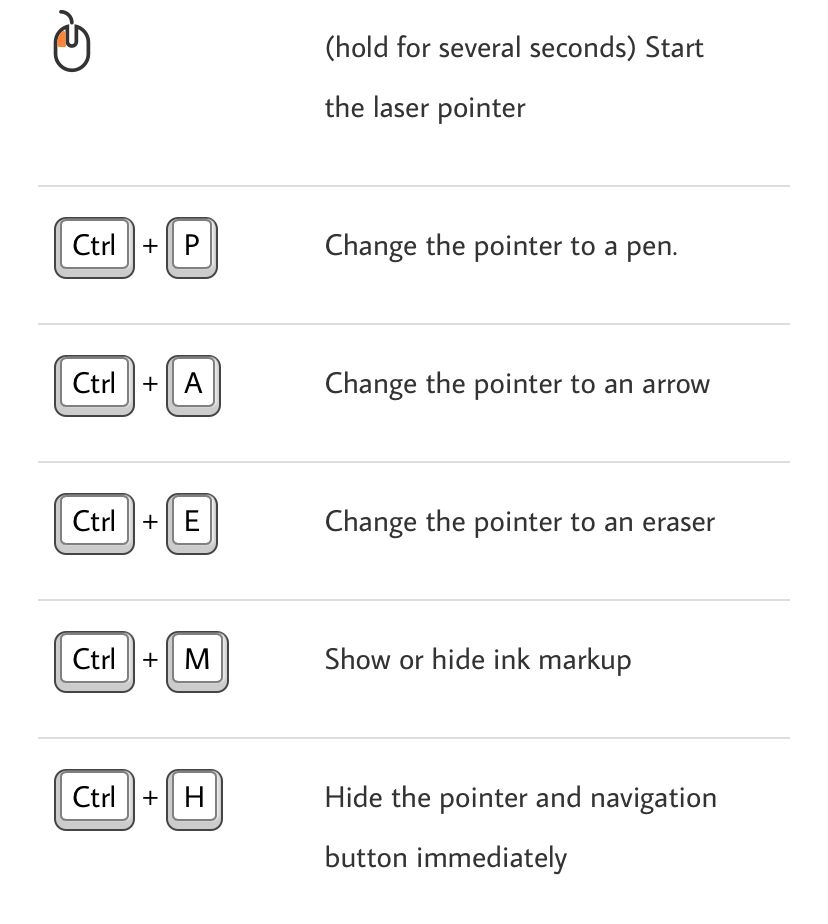 (hold for several seconds) Start
the laser pointer
Ctrl + P Change the pointer to a pen.
Ctrl + A Change the pointer to an arrow
Ctrl + E Change the pointer to an eraser
Ctrl + M Show or hide ink markup
Ctrl + H Hide the pointer and navigation
button immediately